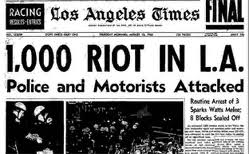 RACING
RESULTS-ENTRIES
Los Angeles Times
FINAL
1,000 RIOT IN L.A.
Police and Motorists Attacked
Routine Arrest of 3
Sparks Watts Melee;
8 Blocks Sealed Off